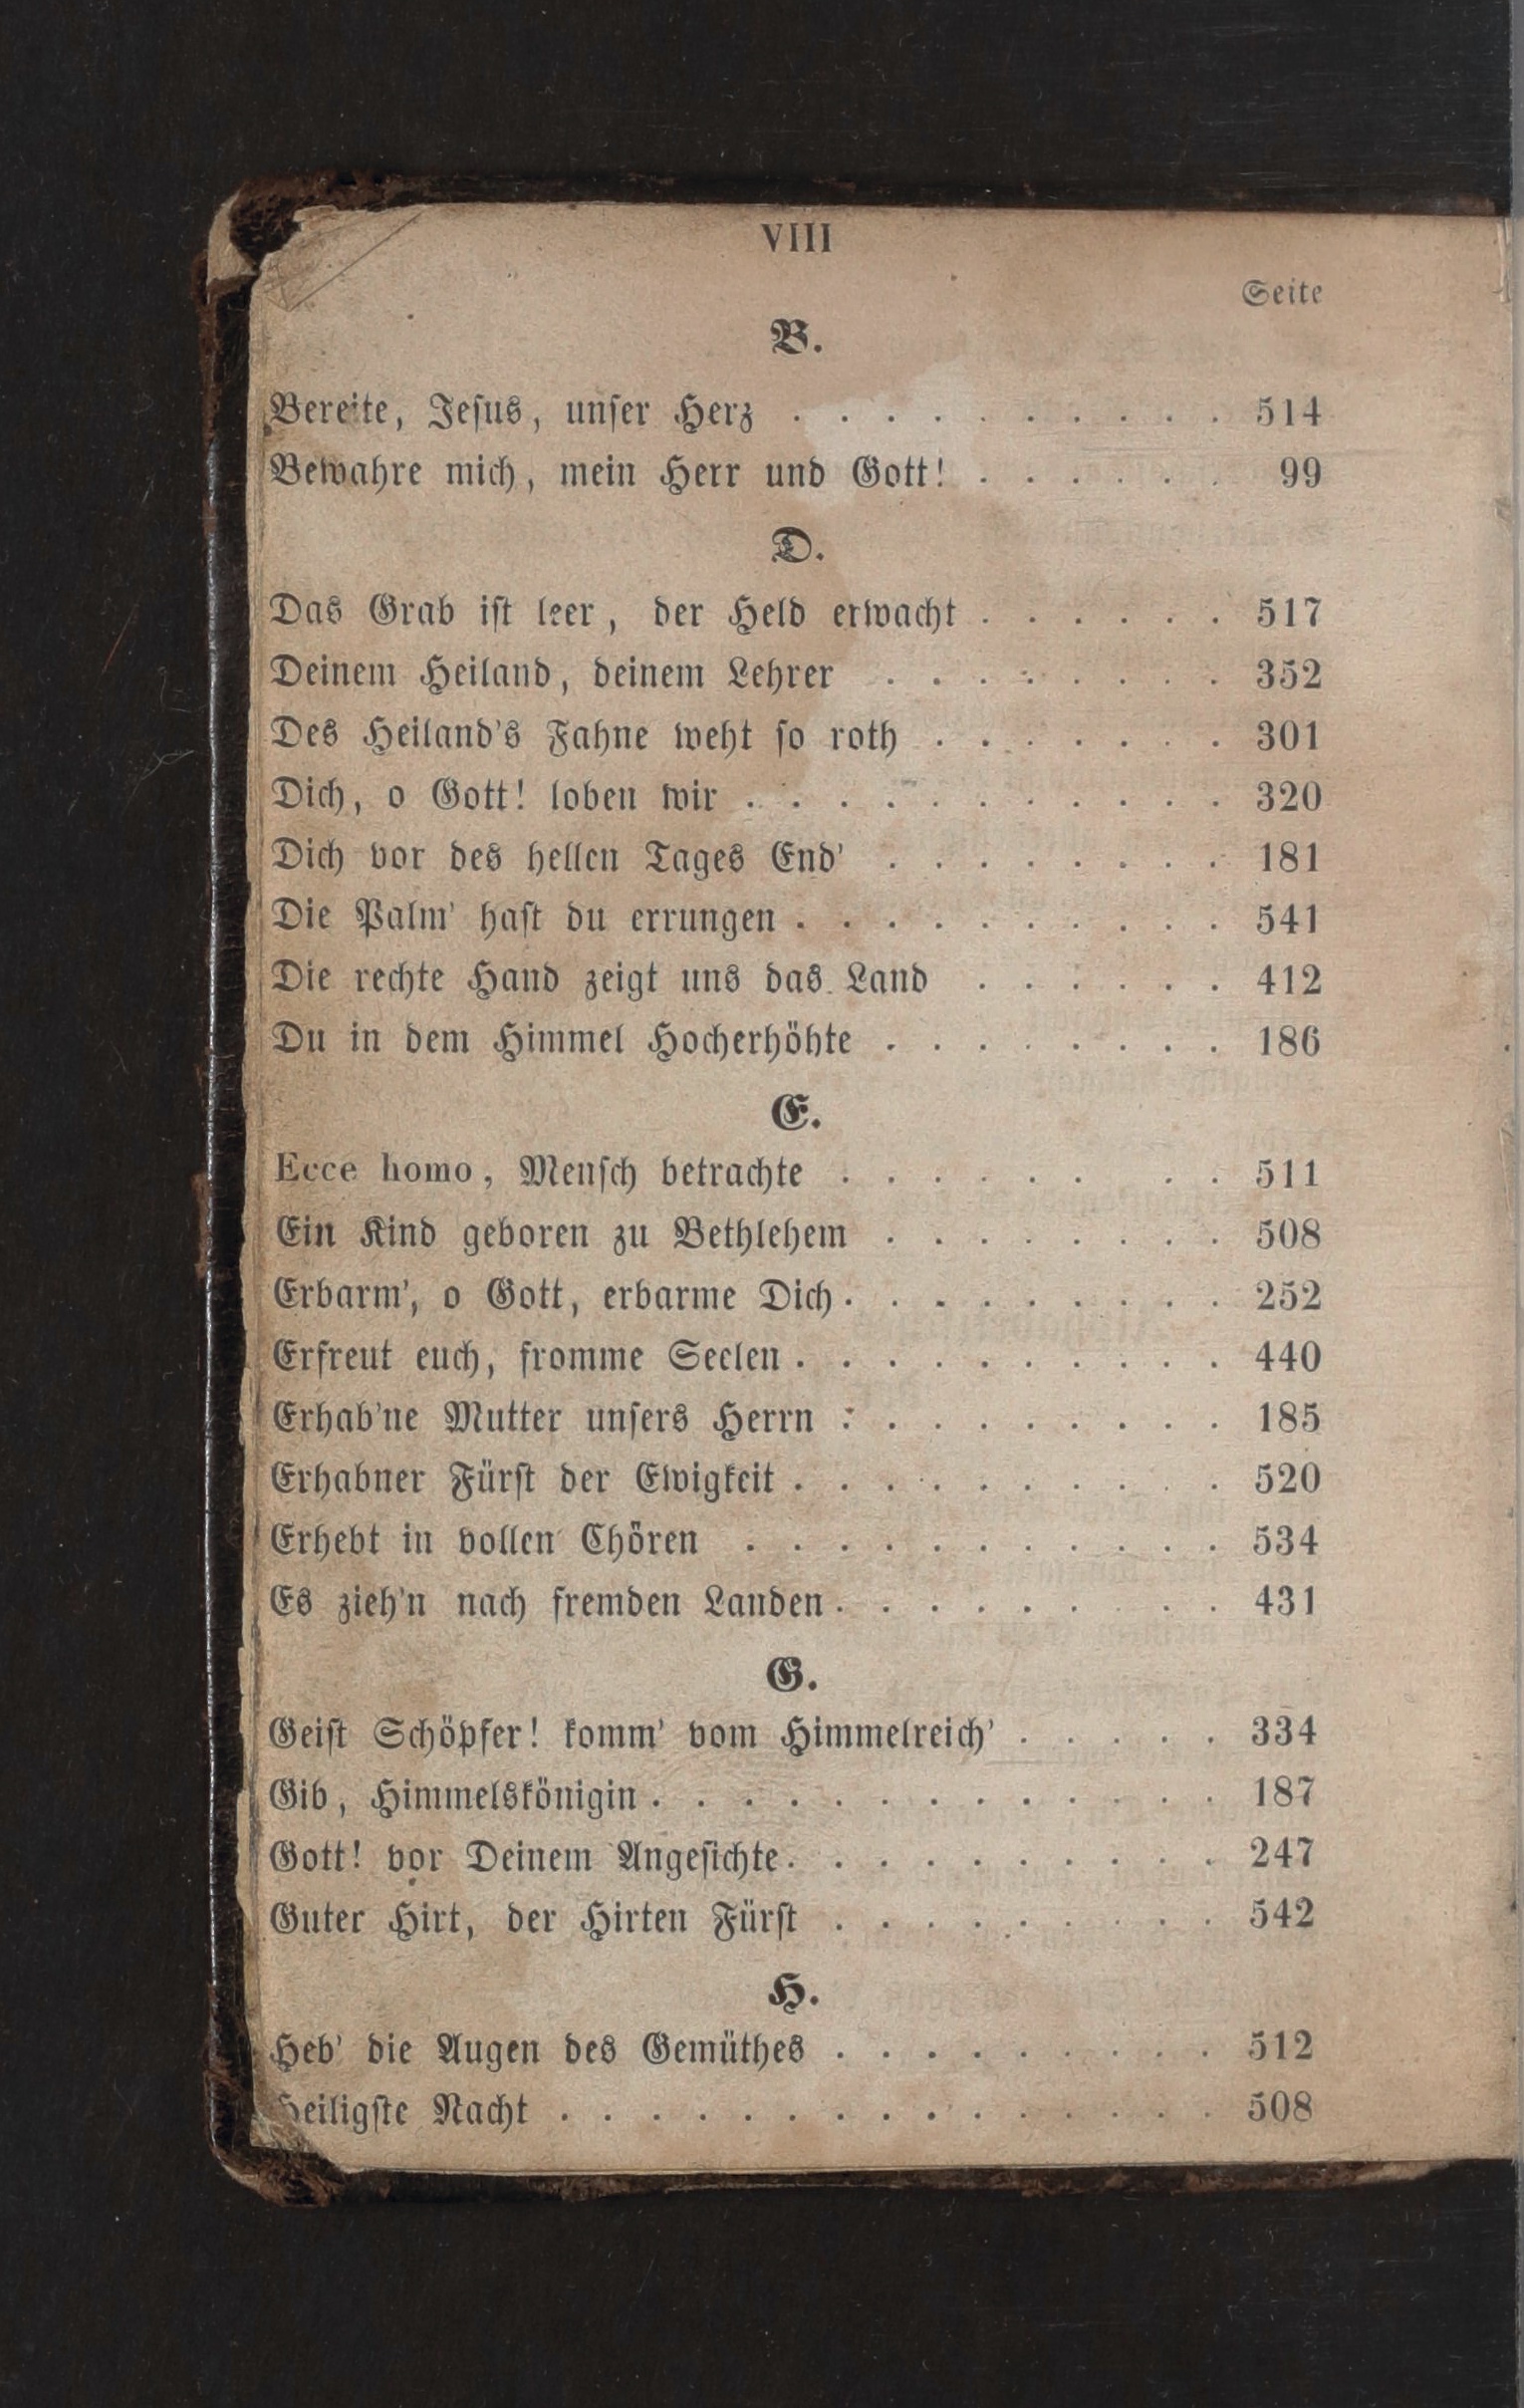 VIII
Seite
B.
Bereite, Jesus, unser Herz . . . . . . . . . . 514
Bewahre mich, mein Herr und Gott! . . . . . . 99
D.
Das Grab ist leer, der Held erwacht . . . . . . 517
Deinem Heiland, deinem Lehrer . . . . . . . . 352
Des Heiland's Fahne weht so roth . . . . . . . 301
Dich, o Gott! loben wir . . . . . . . . . . . 320
Dich vor des hellen Tages End' . . . . . . . . 181
Die Palm' hast du errungen . . . . . . . . . . 541
Die rechte Hand zeigt uns das Land . . . . . . 412
Du in dem Himmel Hocherhöhte . . . . . . . . 186
E.
Ecce homo, Mensch betrachte . . . . . . . . 511
Ein Kind geboren zu Bethlehem . . . . . . . . 508
Erbarm', o Gott, erbarme Dich . . . . . . . . . 252
Erfreut euch, fromme Seelen . . . . . . . . . . 440
Erhab'ne Mutter unsers Herrn . . . . . . . . . 185
Erhabner Fürst der Ewigkeit . . . . . . . . . . 520
Erhebt in vollen Chören . . . . . . . . . . . 534
Es zieh'n nach fremden Landen . . . . . . . . . 431
G.
Geist Schöpfer! komm' vom Himmelreich' . . . . . 334
Gib, Himmelskönigin . . . . . . . . . . . . . 187
Gott! vor Deinem Angesichte . . . . . . . . . . 247
Guter Hirt, der Hirten Fürst . . . . . . . . . 542
H.
Heb' die Augen des Gemüthes . . . . . . . . . 512
Heiligste Nacht . . . . . . . . . . . . . . . 508